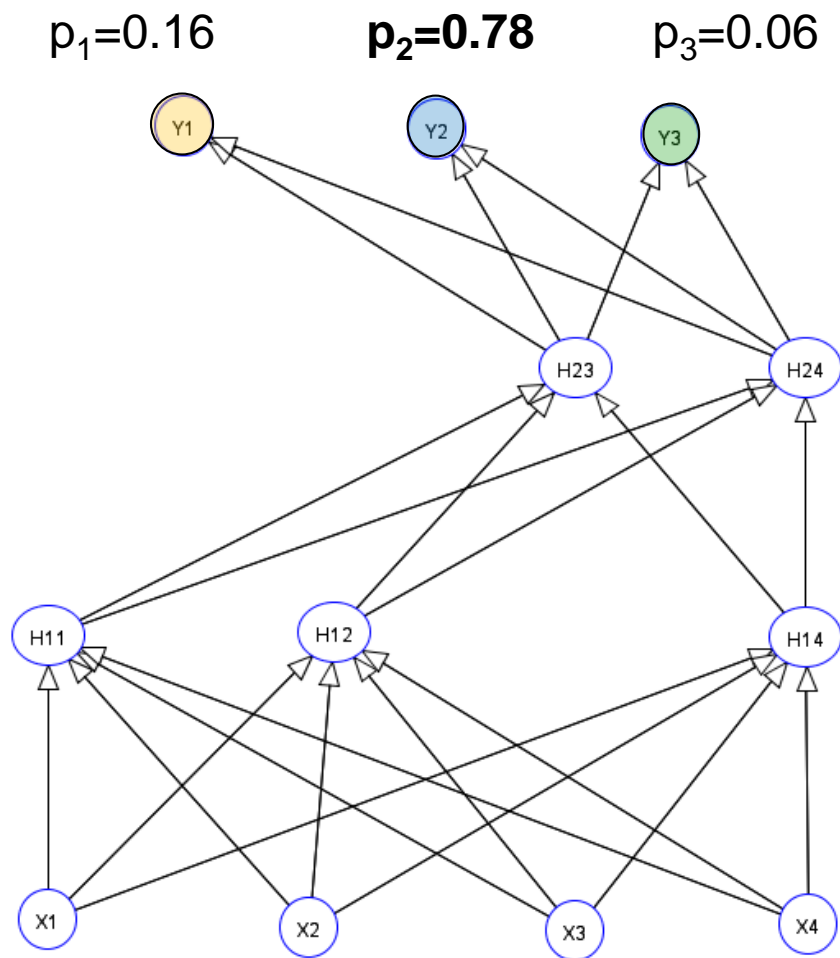 p₁=0.16 p₂=0.78 p₃=0.06
Y1 Y2 Y3
H23 H24
H11 H12 H14
X1 X2 X3 X4